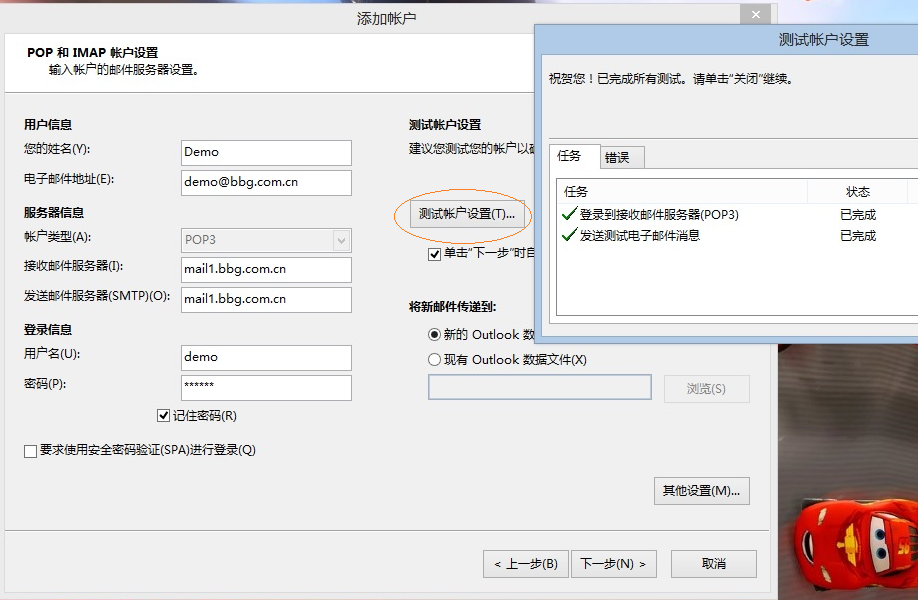 添加帐户
POP 和 IMAP 帐户设置
输入帐户的邮件服务器设置。
用户信息
您的姓名(Y):
Demo
电子邮件地址(E):
demo@bbg.com.cn
服务器信息
帐户类型(A):
POP3
接收邮件服务器(I):
mail1.bbg.com.cn
发送邮件服务器(SMTP)(O):
mail1.bbg.com.cn
登录信息
用户名(U):
demo
密码(P):
******
记住密码(R)
要求使用安全密码验证(SPA)进行登录(Q)
测试帐户设置
建议您测试您的帐户以
测试帐户设置(T)...
单击“下一步”时自
将新邮件传递到:
新的 Outlook 数
现有 Outlook 数据文件(X)
浏览(S)
其他设置(M)...
< 上一步(B)
下一步(N) >
取消
测试帐户设置
祝贺您！已完成所有测试。请单击“关闭”继续。
任务
错误
任务
状态
登录到接收邮件服务器(POP3)
已完成
发送测试电子邮件消息
已完成
95